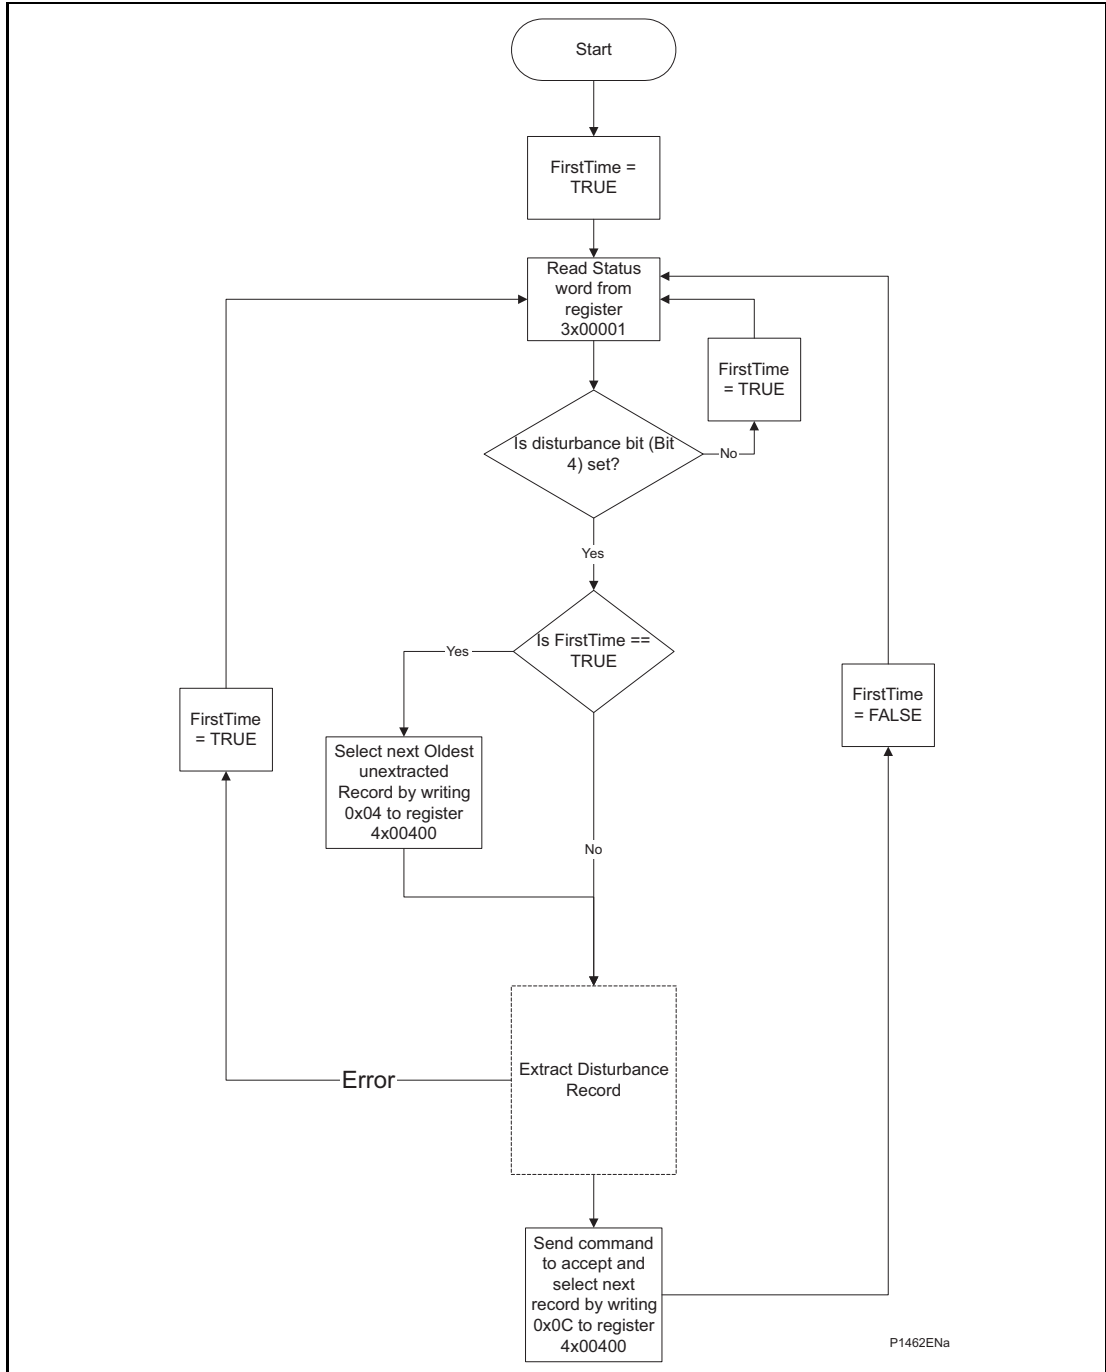 Start
FirstTime =
TRUE
Read Status
word from
register
3x00001
FirstTime
= TRUE
Is disturbance bit (Bit
4) set?
No
Yes
Is FirstTime ==
TRUE
Yes
FirstTime
= TRUE
FirstTime
= FALSE
Select next Oldest
unextracted
Record by writing
0x04 to register
4x00400
No
Extract Disturbance
Record
Error
Send command
to accept and
select next
record by writing
0x0C to register
4x00400
P1462ENa